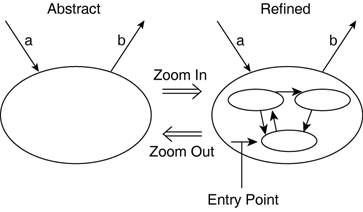 Abstract
Refined
a
b
a
b
Zoom In
Zoom Out
Entry Point